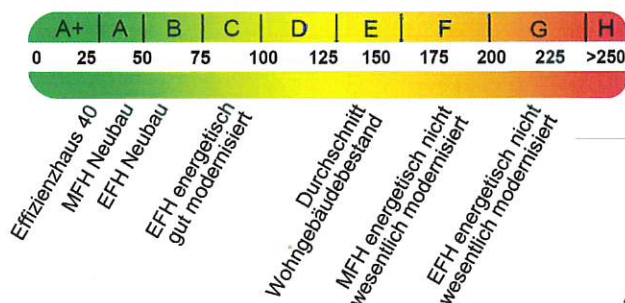 A+ A B C D E F G H
0 25 50 75 100 125 150 175 200 225 >250
Effizienzhaus 40
MFH Neubau
EFH Neubau
EFH energetisch
gut modernisiert
Durchschnitt
Wohngebäudebestand
MFH energetisch nicht
wesentlich modernisiert
EFH energetisch nicht
wesentlich modernisiert